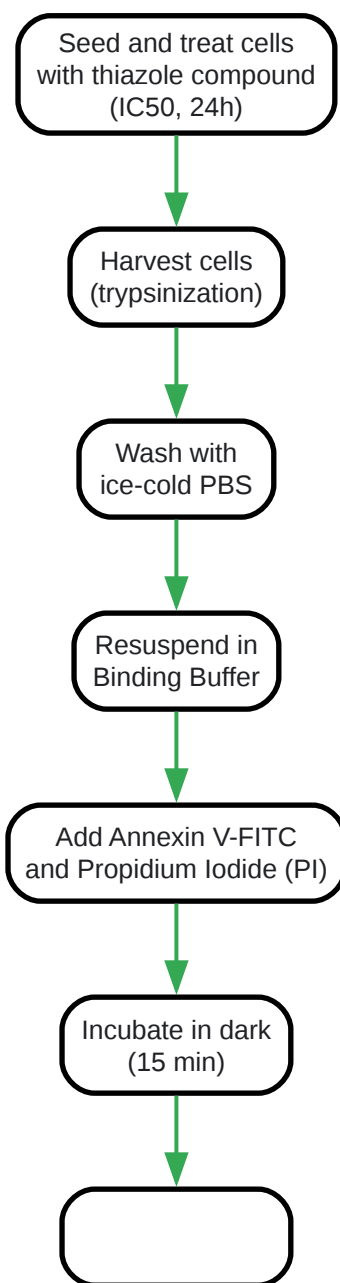 Seed and treat cells
with thiazole compound
(IC50, 24h)
Harvest cells
(trypsinization)
Wash with
ice-cold PBS
Resuspend in
Binding Buffer
Add Annexin V-FITC
and Propidium Iodide (PI)
Incubate in dark
(15 min)